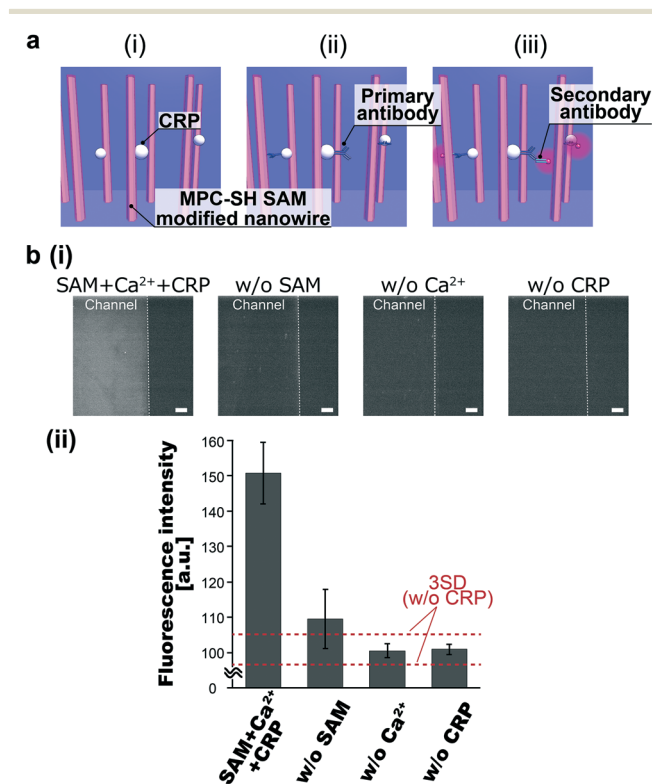 a
(i)
(ii)
(iii)
CRP
MPC-SH SAM
modified nanowire
Primary
antibody
Secondary
antibody
b (i)
SAM+Ca²⁺+CRP
w/o SAM
w/o Ca²⁺
w/o CRP
Channel
Channel
Channel
Channel
(ii)
Fluorescence intensity
[a.u.]
160
150
140
130
120
110
100
0
3SD
(w/o CRP)
SAM+Ca²⁺
+CRP
w/o SAM
w/o Ca²⁺
w/o CRP